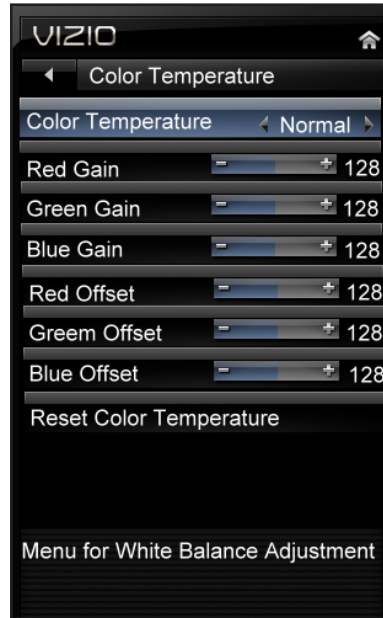 VIZIO
Color Temperature
Color Temperature Normal
Red Gain - + 128
Green Gain - + 128
Blue Gain - + 128
Red Offset - + 128
Greem Offset - + 128
Blue Offset - + 128
Reset Color Temperature
Menu for White Balance Adjustment